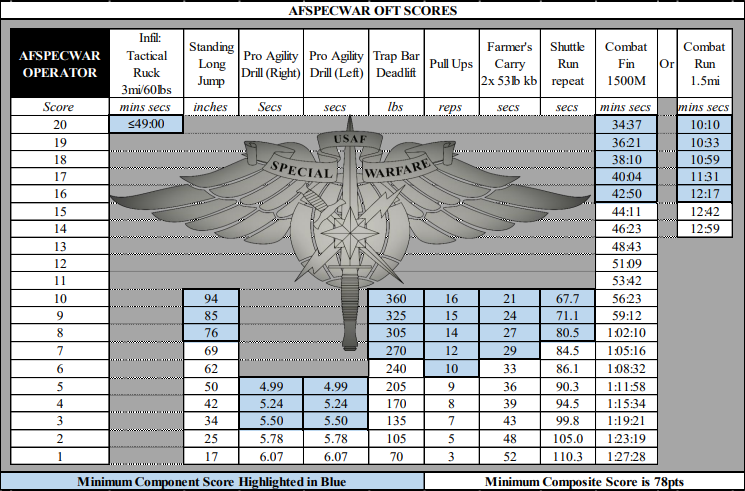 AFSPECWAR OFT SCORES
AFSPECWAR OPERATOR Infil: Tactical Ruck 3mi/60lbs Standing Long Jump Pro Agility Drill (Right) Pro Agility Drill (Left) Trap Bar Deadlift Pull Ups Farmer's Carry 2x 53lb kb Shuttle Run repeat Combat Fin 1500M Or Combat Run 1.5mi
Score mins secs inches Secs secs lbs reps secs secs mins secs mins secs
20 ≤49:00 34:37 10:10
19 36:21 10:33
18 38:10 10:59
17 40:04 11:31
16 42:50 12:17
15 44:11 12:42
14 46:23 12:59
13 48:43
12 51:09
11 53:42
10 94 360 16 21 67.7 56:23
9 85 325 15 24 71.1 59:12
8 76 305 14 27 80.5 1:02:10
7 69 270 12 29 84.5 1:05:16
6 62 240 10 33 86.1 1:08:32
5 50 4.99 4.99 205 9 36 90.3 1:11:58
4 42 5.24 5.24 170 8 39 94.5 1:15:34
3 34 5.50 5.50 135 7 43 99.8 1:19:21
2 25 5.78 5.78 105 5 48 105.0 1:23:19
1 17 6.07 6.07 70 3 52 110.3 1:27:28
USAF
SPECIAL WARFARE
Minimum Component Score Highlighted in Blue Minimum Composite Score is 78pts